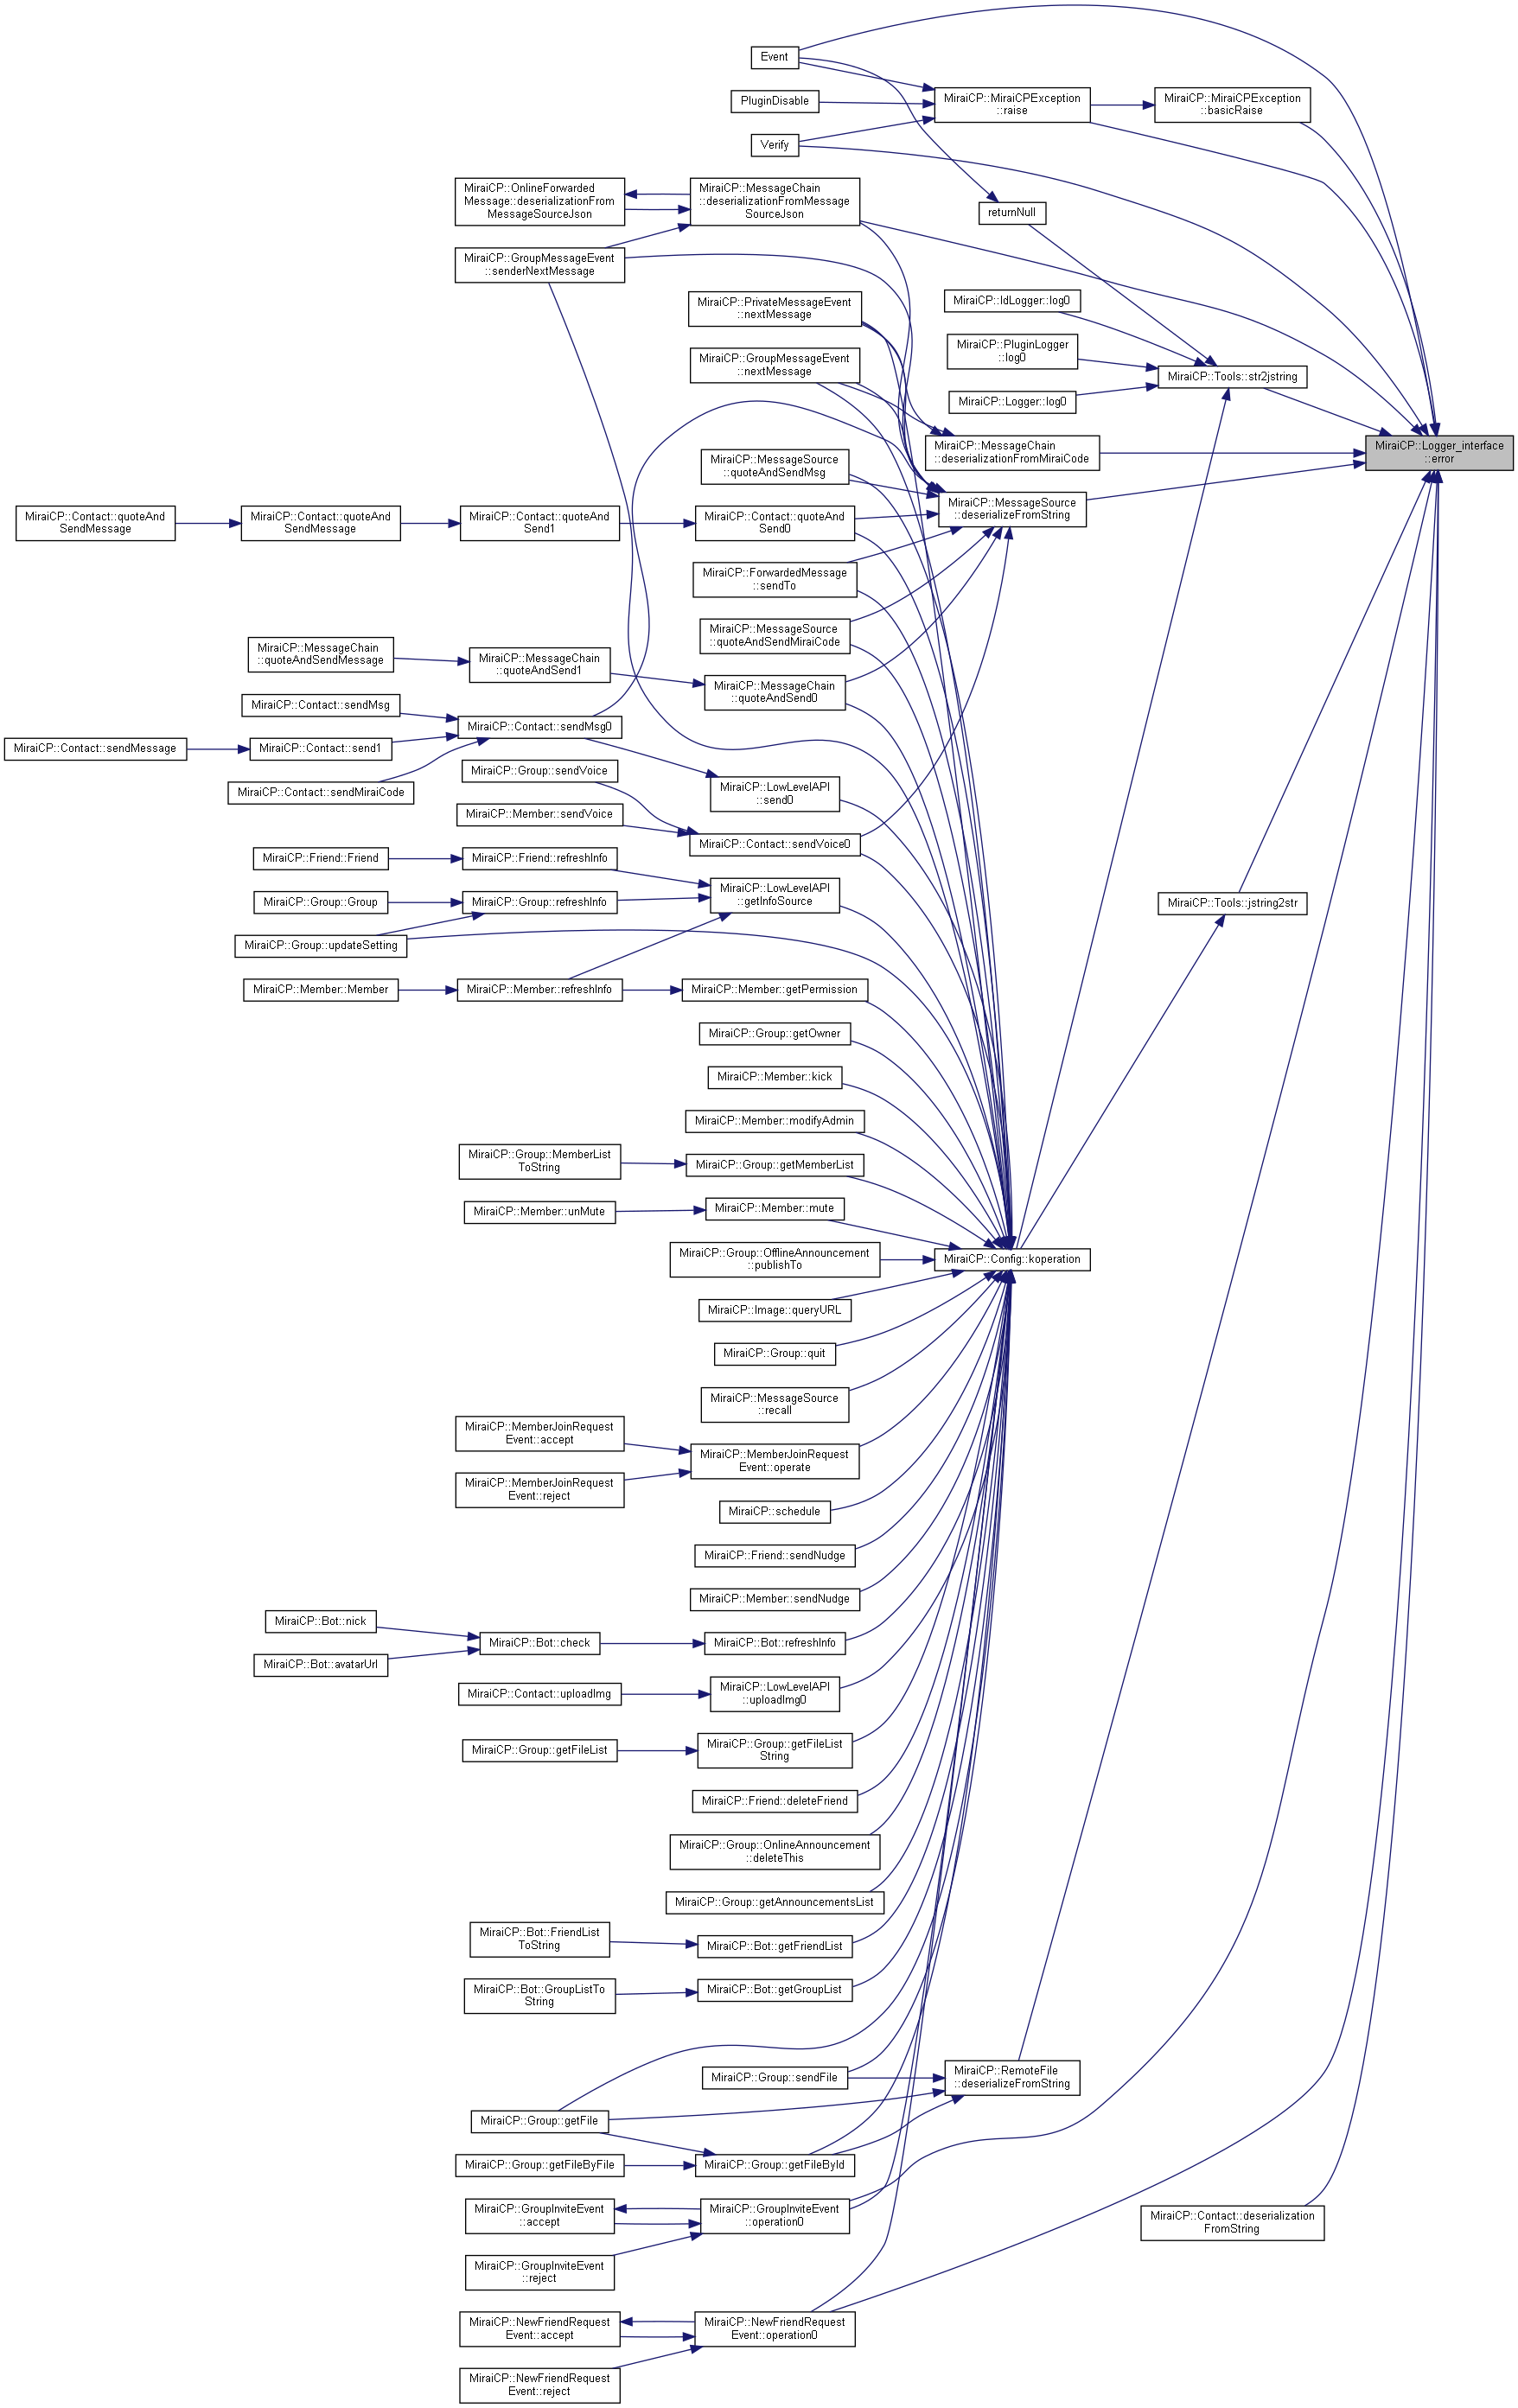 Event
PluginDisable
MiraiCP::MiraiCPException
::raise
MiraiCP::MiraiCPException
::basicRaise
Verify
MiraiCP::OnlineForwarded
Message::deserializationFrom
MessageSourceJson
MiraiCP::MessageChain
::deserializationFromMessage
SourceJson
returnNull
MiraiCP::GroupMessageEvent
::senderNextMessage
MiraiCP::PrivateMessageEvent
::nextMessage
MiraiCP::IdLogger::log0
MiraiCP::PluginLogger
::log0
MiraiCP::GroupMessageEvent
::nextMessage
MiraiCP::Tools::str2jstring
MiraiCP::Logger::log0
MiraiCP::MessageChain
::deserializationFromMiraiCode
MiraiCP::Logger_interface
::error
MiraiCP::MessageSource
::quoteAndSendMsg
MiraiCP::MessageSource
::deserializeFromString
MiraiCP::Contact::quoteAnd
SendMessage
MiraiCP::Contact::quoteAnd
SendMessage
MiraiCP::Contact::quoteAnd
Send1
MiraiCP::Contact::quoteAnd
Send0
MiraiCP::ForwardedMessage
::sendTo
MiraiCP::MessageSource
::quoteAndSendMiraiCode
MiraiCP::MessageChain
::quoteAndSendMessage
MiraiCP::MessageChain
::quoteAndSend1
MiraiCP::MessageChain
::quoteAndSend0
MiraiCP::Contact::sendMsg
MiraiCP::Contact::sendMsg0
MiraiCP::Contact::sendMessage
MiraiCP::Contact::send1
MiraiCP::Contact::sendMiraiCode
MiraiCP::Group::sendVoice
MiraiCP::LowLevelAPI
::send0
MiraiCP::Member::sendVoice
MiraiCP::Contact::sendVoice0
MiraiCP::Friend::Friend
MiraiCP::Friend::refreshInfo
MiraiCP::LowLevelAPI
::getInfoSource
MiraiCP::Group::Group
MiraiCP::Group::refreshInfo
MiraiCP::Tools::jstring2str
MiraiCP::Group::updateSetting
MiraiCP::Member::Member
MiraiCP::Member::refreshInfo
MiraiCP::Member::getPermission
MiraiCP::Group::getOwner
MiraiCP::Member::kick
MiraiCP::Member::modifyAdmin
MiraiCP::Group::MemberList
ToString
MiraiCP::Group::getMemberList
MiraiCP::Member::unMute
MiraiCP::Member::mute
MiraiCP::Group::OfflineAnnouncement
::publishTo
MiraiCP::Config::koperation
MiraiCP::Image::queryURL
MiraiCP::Group::quit
MiraiCP::MessageSource
::recall
MiraiCP::MemberJoinRequest
Event::accept
MiraiCP::MemberJoinRequest
Event::operate
MiraiCP::MemberJoinRequest
Event::reject
MiraiCP::schedule
MiraiCP::Friend::sendNudge
MiraiCP::Member::sendNudge
MiraiCP::Bot::nick
MiraiCP::Bot::check
MiraiCP::Bot::refreshInfo
MiraiCP::Bot::avatarUrl
MiraiCP::Contact::uploadImg
MiraiCP::LowLevelAPI
::uploadImg0
MiraiCP::Group::getFileList
MiraiCP::Group::getFileList
String
MiraiCP::Friend::deleteFriend
MiraiCP::Group::OnlineAnnouncement
::deleteThis
MiraiCP::Group::getAnnouncementsList
MiraiCP::Bot::FriendList
ToString
MiraiCP::Bot::getFriendList
MiraiCP::Bot::GroupListTo
String
MiraiCP::Bot::getGroupList
MiraiCP::Group::sendFile
MiraiCP::RemoteFile
::deserializeFromString
MiraiCP::Group::getFile
MiraiCP::Group::getFileByFile
MiraiCP::Group::getFileById
MiraiCP::GroupInviteEvent
::accept
MiraiCP::GroupInviteEvent
::operation0
MiraiCP::Contact::deserialization
FromString
MiraiCP::GroupInviteEvent
::reject
MiraiCP::NewFriendRequest
Event::accept
MiraiCP::NewFriendRequest
Event::operation0
MiraiCP::NewFriendRequest
Event::reject